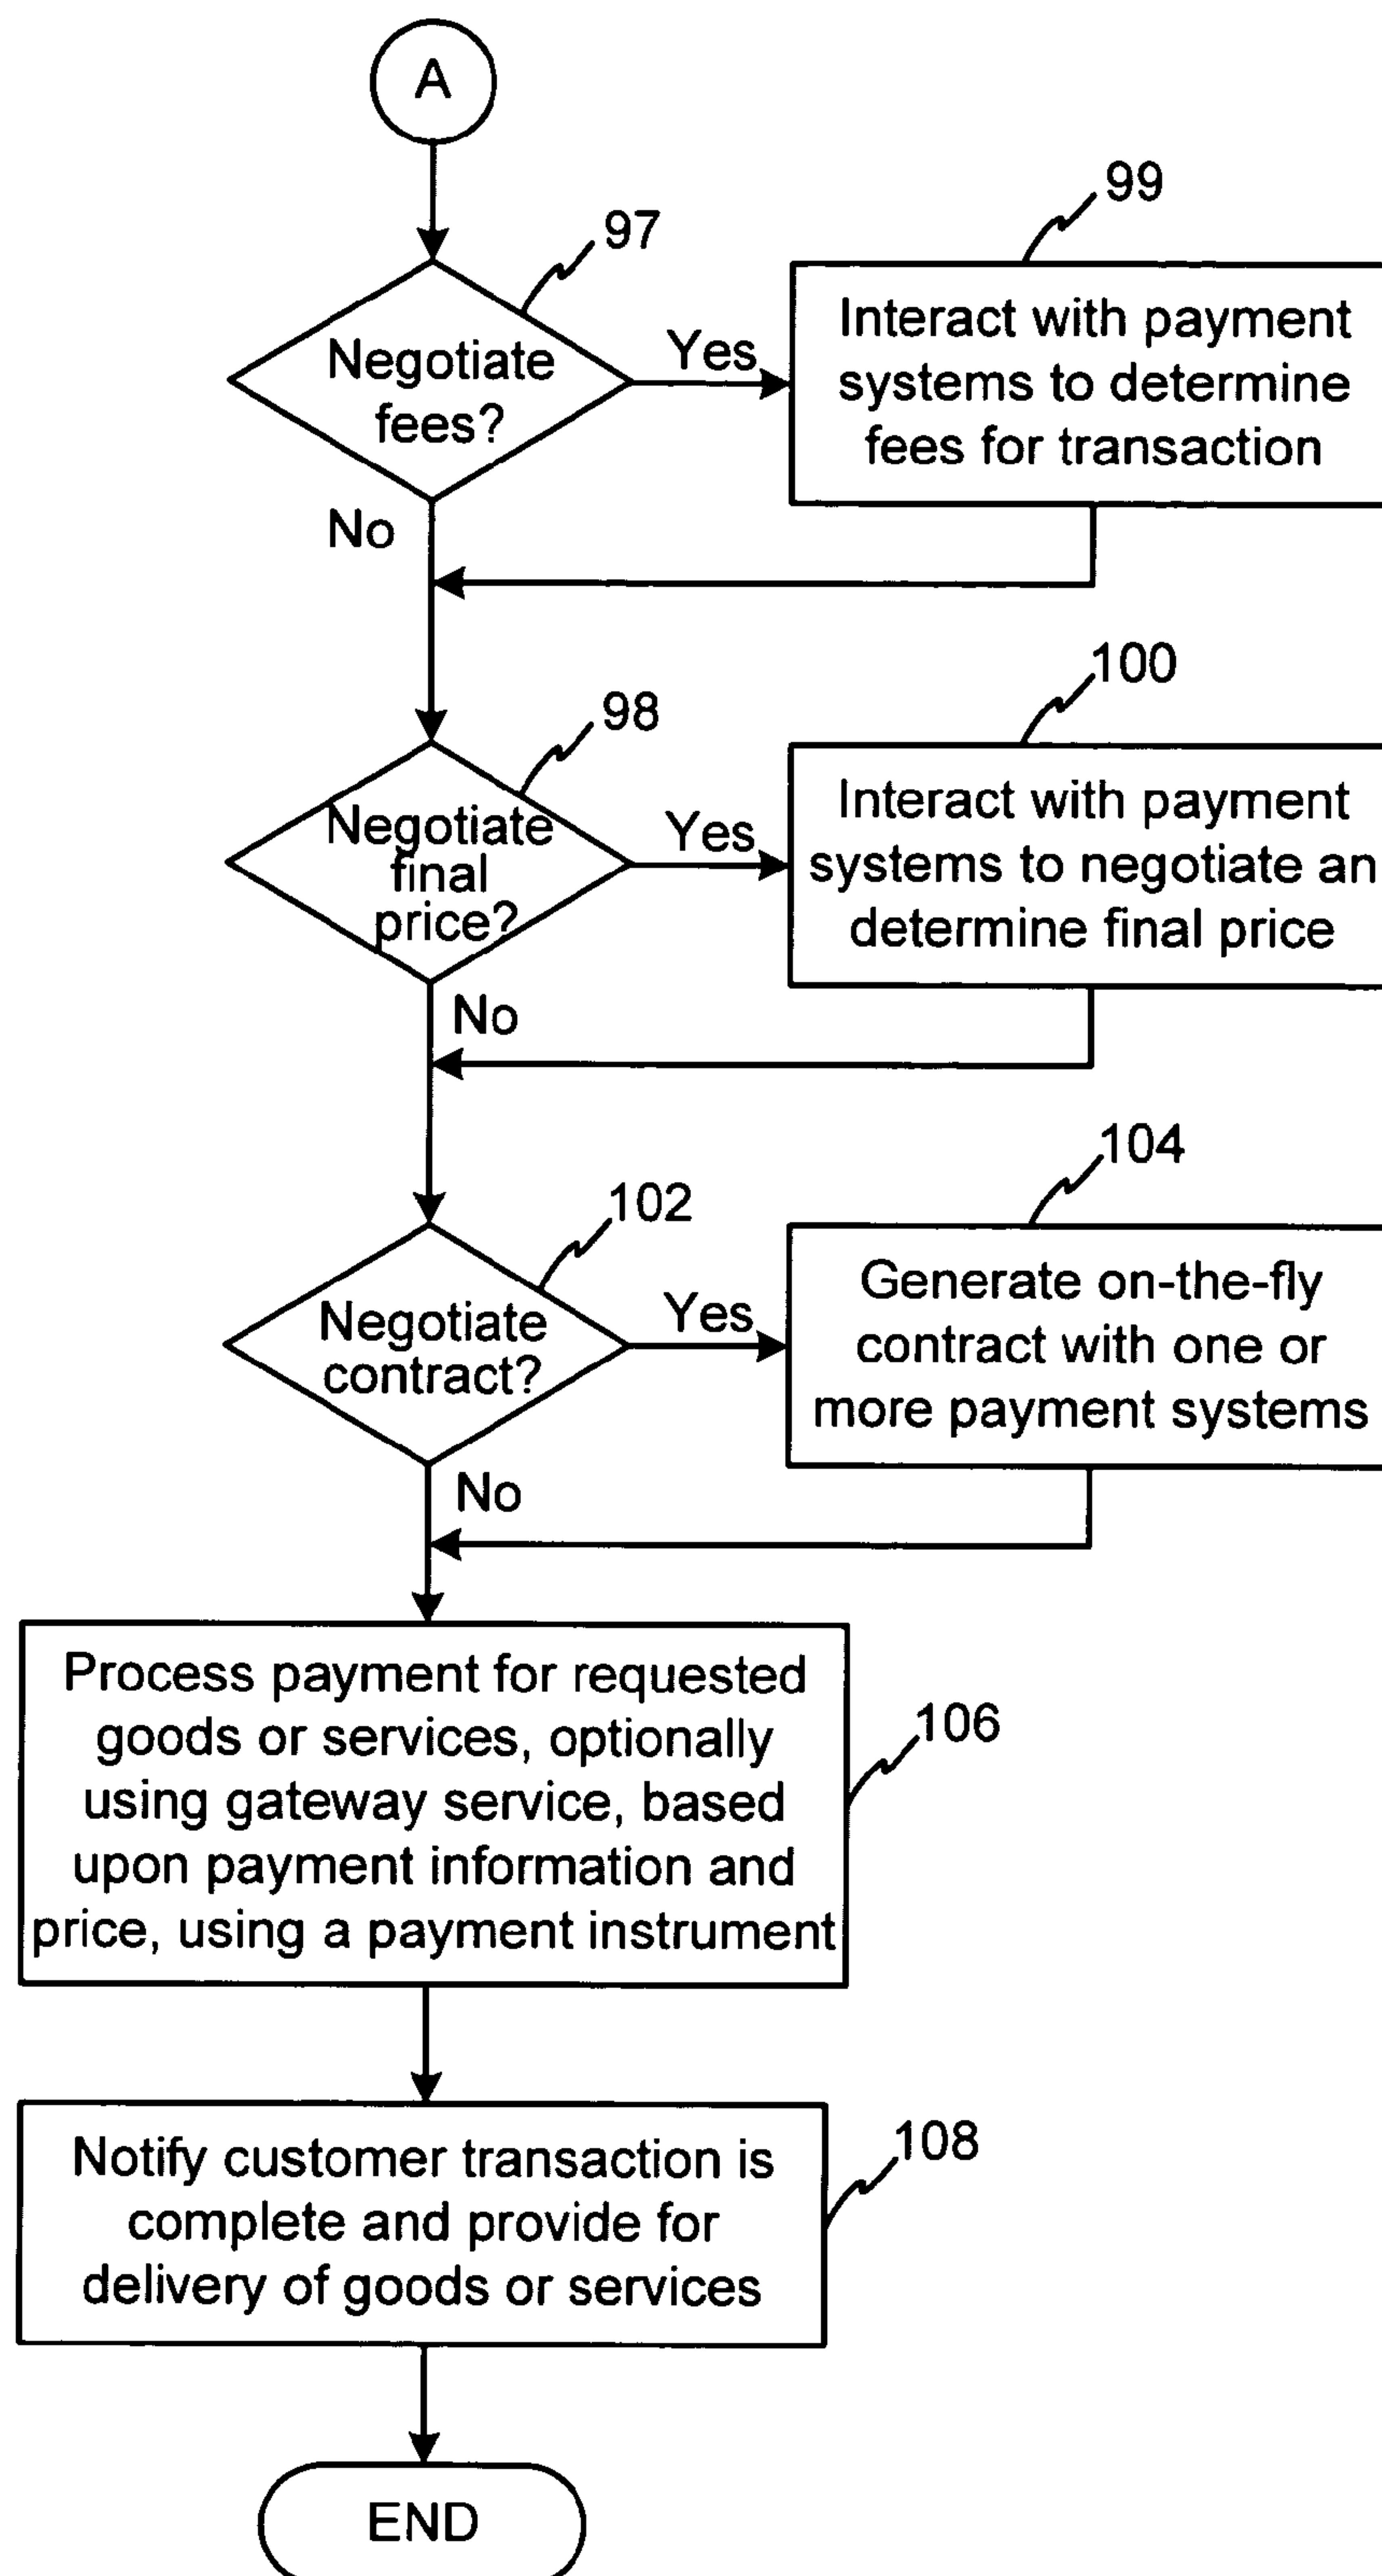 A
97
99
Negotiate
fees?
Yes
Interact with payment
systems to determine
fees for transaction
No
98
100
Negotiate
final
price?
Yes
Interact with payment
systems to negotiate an
determine final price
No
102
104
Negotiate
contract?
Yes
Generate on-the-fly
contract with one or
more payment systems
No
Process payment for requested
goods or services, optionally
using gateway service, based
upon payment information and
price, using a payment instrument
106
Notify customer transaction is
complete and provide for
delivery of goods or services
108
END